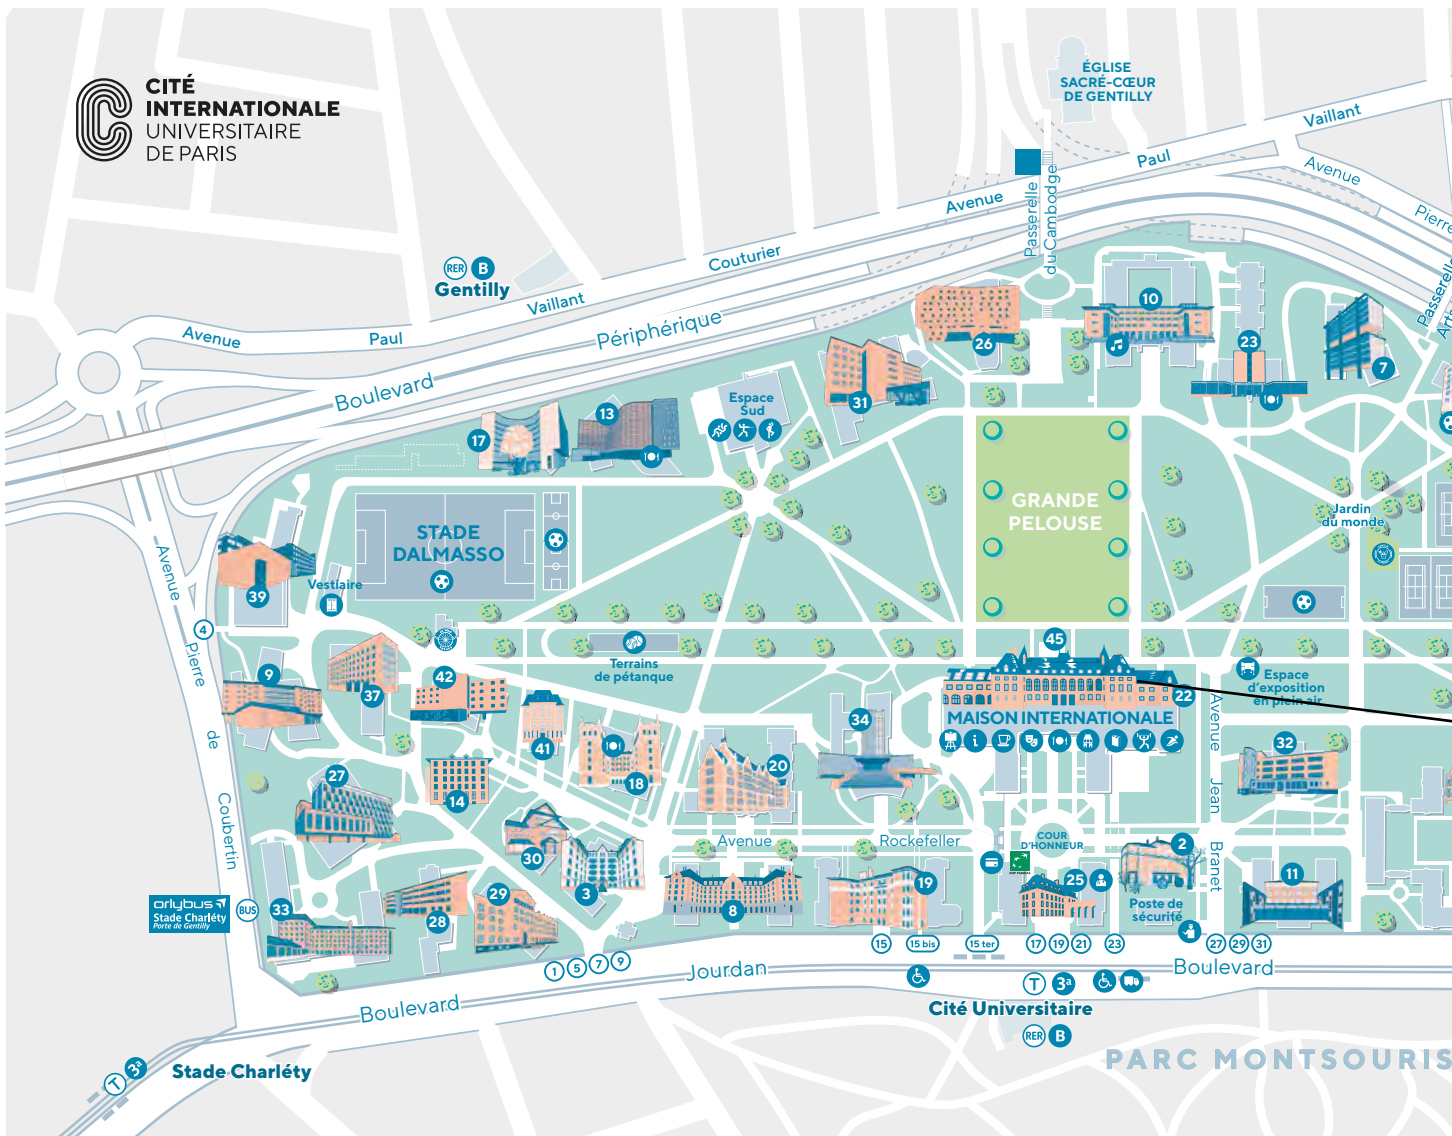 CITÉ
INTERNATIONALE
UNIVERSITAIRE
DE PARIS
ÉGLISE
SACRÉ-CŒUR
DE GENTILLY
Vaillant
Paul
Avenue
Couturier
Vaillant
Paul
Avenue
Avenue
Pierre
Passerelle
du Cambodge
Passerelle
RER B
Gentilly
Boulevard
Périphérique
10
26
23
7
31
Espace
Sud
13
17
GRANDE
PELOUSE
Jardin
du monde
STADE
DALMASSO
39
Vestiaire
4
Avenue
Pierre
de
Coubertin
9
37
42
Terrains
de pétanque
45
22
Espace
d'exposition
en plein air
MAISON INTERNATIONALE
34
41
18
20
14
27
32
Avenue
Jean
Branet
Avenue
Rockefeller
COUR
D'HONNEUR
2
30
3
29
28
33
8
19
25
11
Poste de
sécurité
orlybus
Stade Charléty
Porte de Gentilly
BUS
15
15 bis
15 ter
17
19
21
23
27
29
31
1
5
7
9
Boulevard
Jourdan
Boulevard
T 3a
Cité Universitaire
RER B
PARC MONTSOURIS
T 3a
Stade Charléty